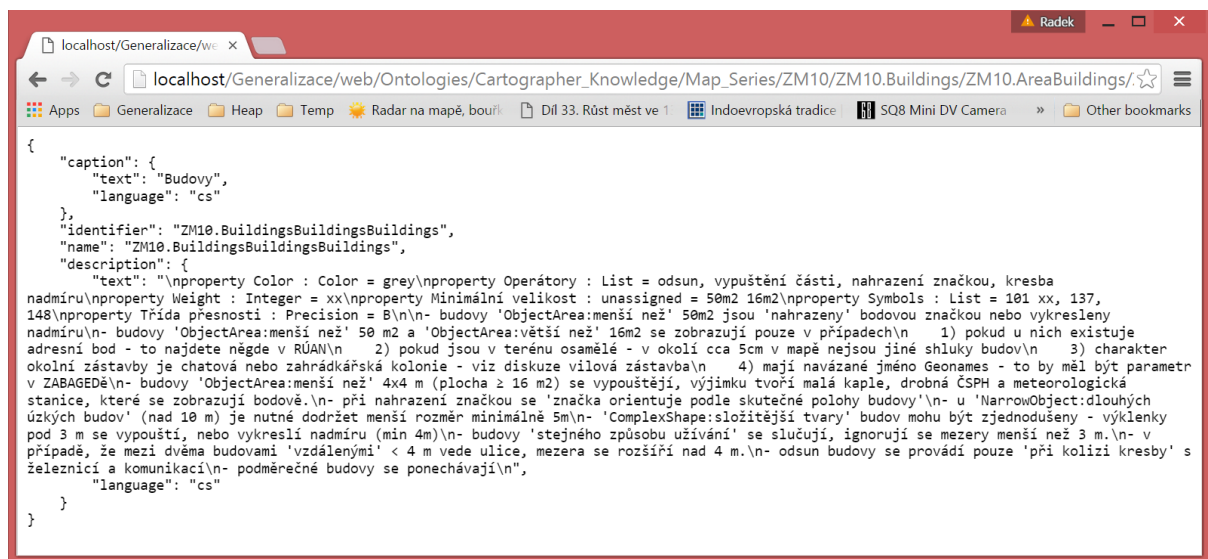 Radek
localhost/Generalizace/we
localhost/Generalizace/web/Ontologies/Cartographer_Knowledge/Map_Series/ZM10/ZM10.Buildings/ZM10.AreaBuildings/
Apps Generalizace Heap Temp Radar na mapě, bouř Díl 33. Růst měst ve 1 Indoevropská tradice SQ8 Mini DV Camera » Other bookmarks
{
    "caption": {
        "text": "Budovy",
        "language": "cs"
    },
    "identifier": "ZM10.BuildingsBuildingsBuildings",
    "name": "ZM10.BuildingsBuildingsBuildings",
    "description": {
        "text": "\nproperty Color : Color = grey\nproperty Operátory : List = odsun, vypuštění části, nahrazení značkou, kresba
nadmíru\nproperty Weight : Integer = xx\nproperty Minimální velikost : unassigned = 50m2 16m2\nproperty Symbols : List = 101 xx, 137,
148\nproperty Třída přesnosti : Precision = B\n\n- budovy 'ObjectArea:menší než' 50m2 jsou 'nahrazeny' bodovou značkou nebo vykresleny
nadmíru\n- budovy 'ObjectArea:menší než' 50 m2 a 'ObjectArea:větší než' 16m2 se zobrazují pouze v případech\n    1) pokud u nich existuje
adresní bod - to najdete něgde v RÚAN\n    2) pokud jsou v terénu osamělé - v okolí cca 5cm v mapě nejsou jiné shluky budov\n    3) charakter
okolní zástavby je chatová nebo zahrádkářská kolonie - viz diskuze vilová zástavba\n    4) mají navázané jméno Geonames - to by měl být parametr
v ZABAGEDě\n- budovy 'ObjectArea:menší než' 4x4 m (plocha ≥ 16 m2) se vypouštějí, výjimku tvoří malá kaple, drobná ČSPH a meteorologická
stanice, které se zobrazují bodově.\n- při nahrazení značkou se 'značka orientuje podle skutečné polohy budovy'\n- u 'NarrowObject:dlouhých
úzkých budov' (nad 10 m) je nutné dodržet menší rozměr minimálně 5m\n- 'ComplexShape:složitější tvary' budov mohu být zjednodušeny - výklenky
pod 3 m se vypouští, nebo vykreslí nadmíru (min 4m)\n- budovy 'stejného způsobu užívání' se slučují, ignorují se mezery menší než 3 m.\n- v
případě, že mezi dvěma budovami 'vzdálenými' < 4 m vede ulice, mezera se rozšíří nad 4 m.\n- odsun budovy se provádí pouze 'při kolizi kresby' s
železnicí a komunikací\n- podměrečné budovy se ponechávají\n",
        "language": "cs"
    }
}